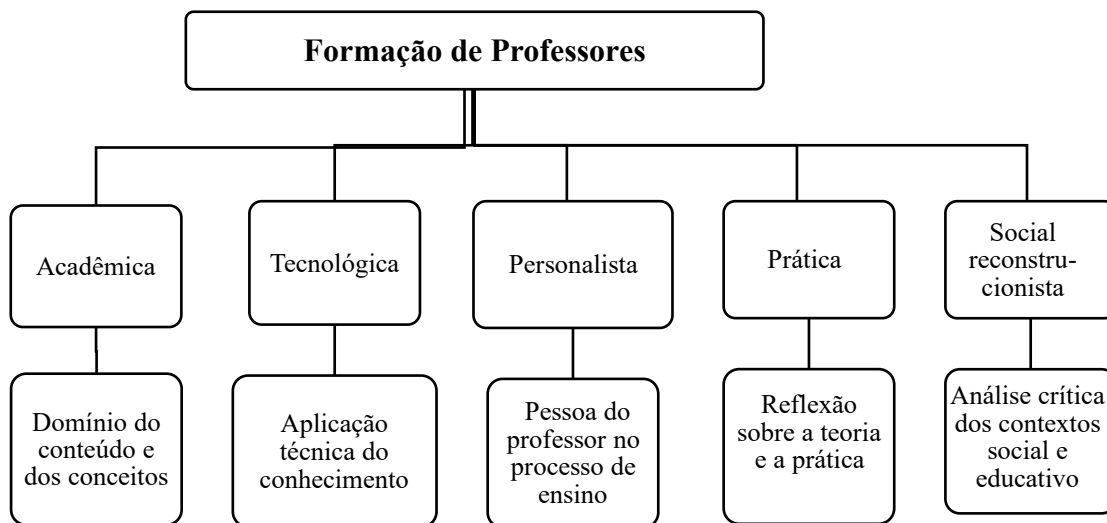 Formação de Professores
Acadêmica
Tecnológica
Personalista
Prática
Social
reconstru-
cionista
Domínio do
conteúdo e
dos conceitos
Aplicação
técnica do
conhecimento
Pessoa do
professor no
processo de
ensino
Reflexão
sobre a teoria
e a prática
Análise crítica
dos contextos
social e
educativo